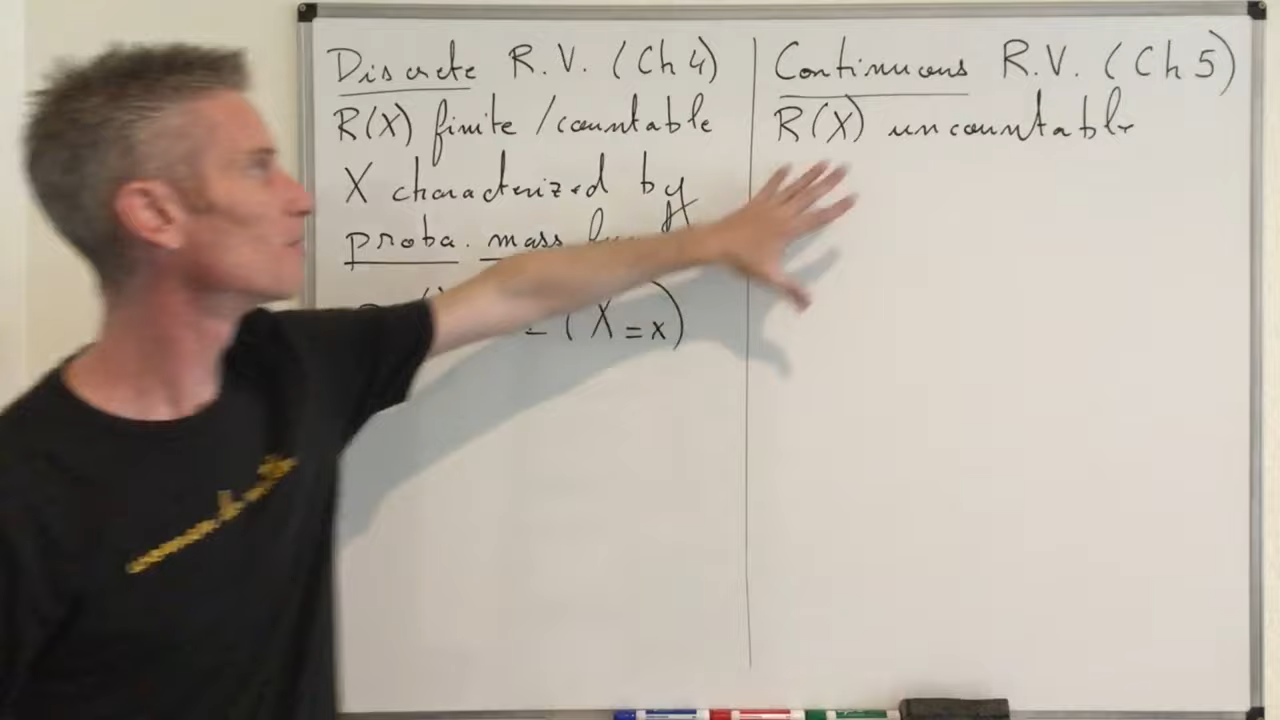 Discrete R.V. (Ch 4)
R(X) finite / countable
X characterized by
proba. mass
(X = x)
Continuous R.V. (Ch 5)
R(X) uncountable